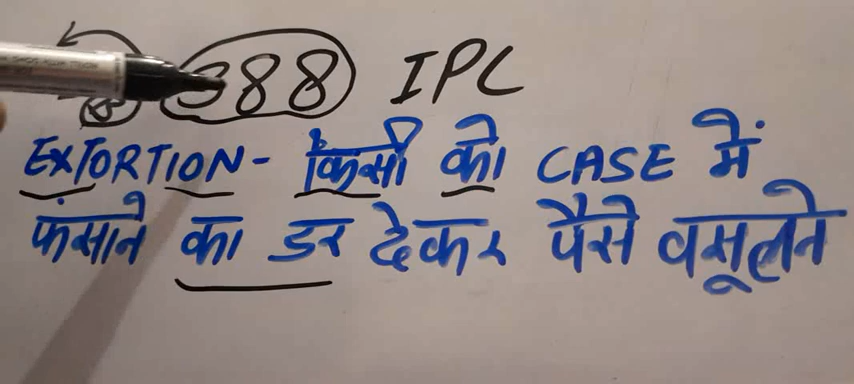 388 IPC
EXTORTION- किसी को CASE में
फंसाने का डर देकर पैसे वसूलने